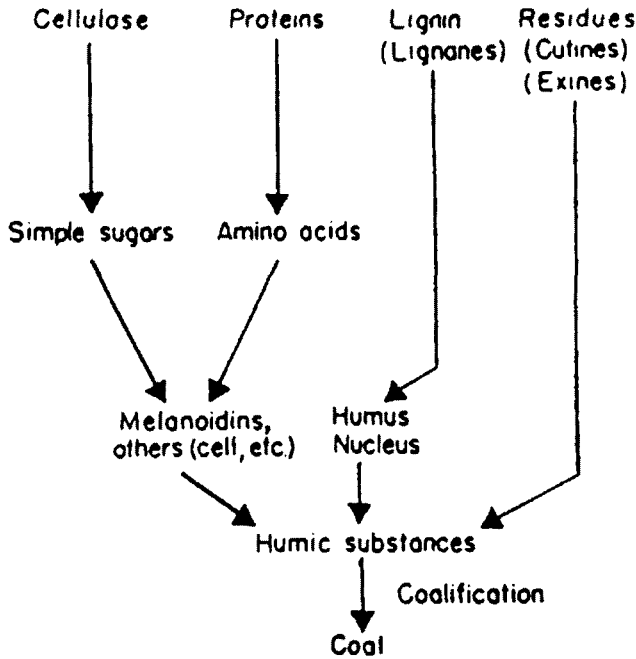 Cellulose
Proteins
Lignin
(Lignanes)
Residues
(Cutines)
(Exines)
Simple sugars
Amino acids
Melanoidins,
others (cell, etc.)
Humus
Nucleus
Humic substances
Coalification
Coal